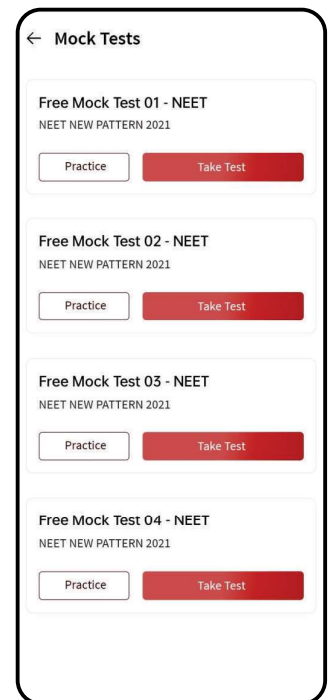 ← Mock Tests
Free Mock Test 01 - NEET
NEET NEW PATTERN 2021
Practice Take Test
Free Mock Test 02 - NEET
NEET NEW PATTERN 2021
Practice Take Test
Free Mock Test 03 - NEET
NEET NEW PATTERN 2021
Practice Take Test
Free Mock Test 04 - NEET
NEET NEW PATTERN 2021
Practice Take Test